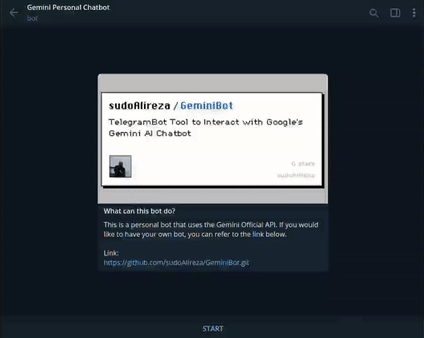 Gemini Personal Chatbot
bot
sudoAlireza / GeminiBot
TelegramBot Tool to Interact with Google's
Gemini AI Chatbot
stars
sudoAlireza
What can this bot do?
This is a personal bot that uses the Gemini Official API. If you would
like to have your own bot, you can refer to the link below.
Link:
https://github.com/sudoAlireza/GeminiBot.git
START